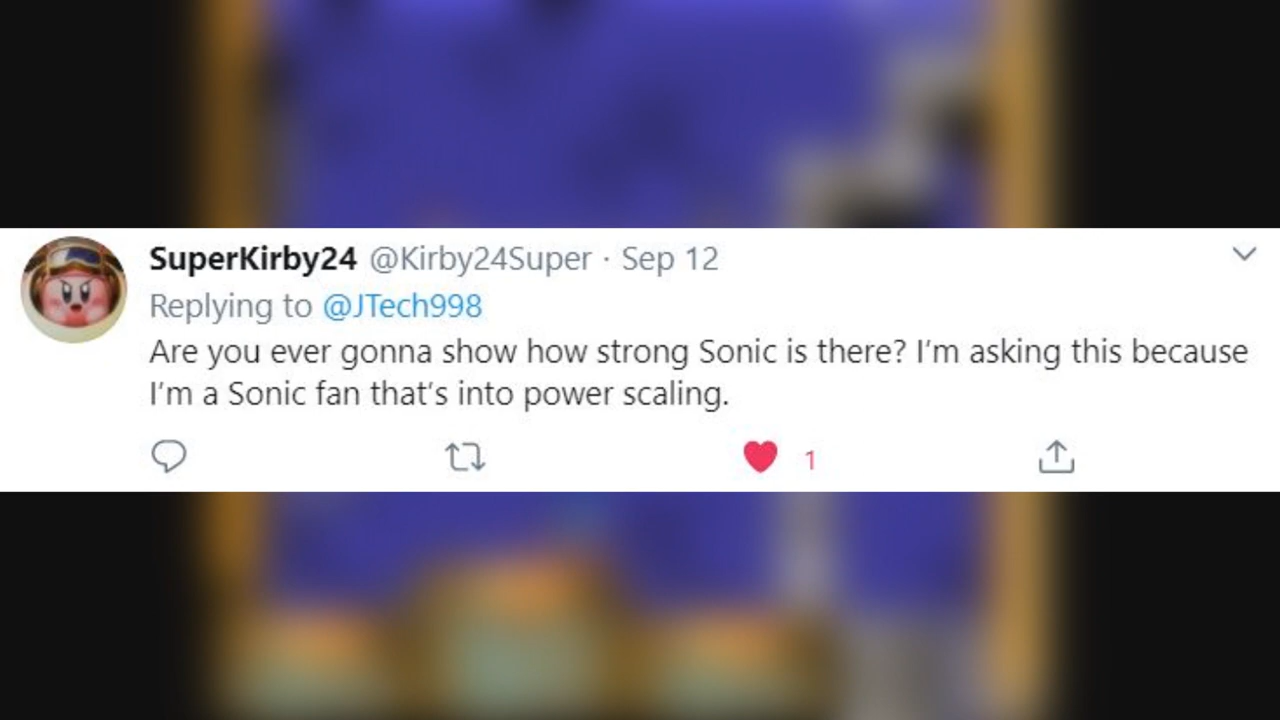 SuperKirby24 @Kirby24Super · Sep 12
Replying to @JTech998
Are you ever gonna show how strong Sonic is there? I’m asking this because
I’m a Sonic fan that’s into power scaling.
1